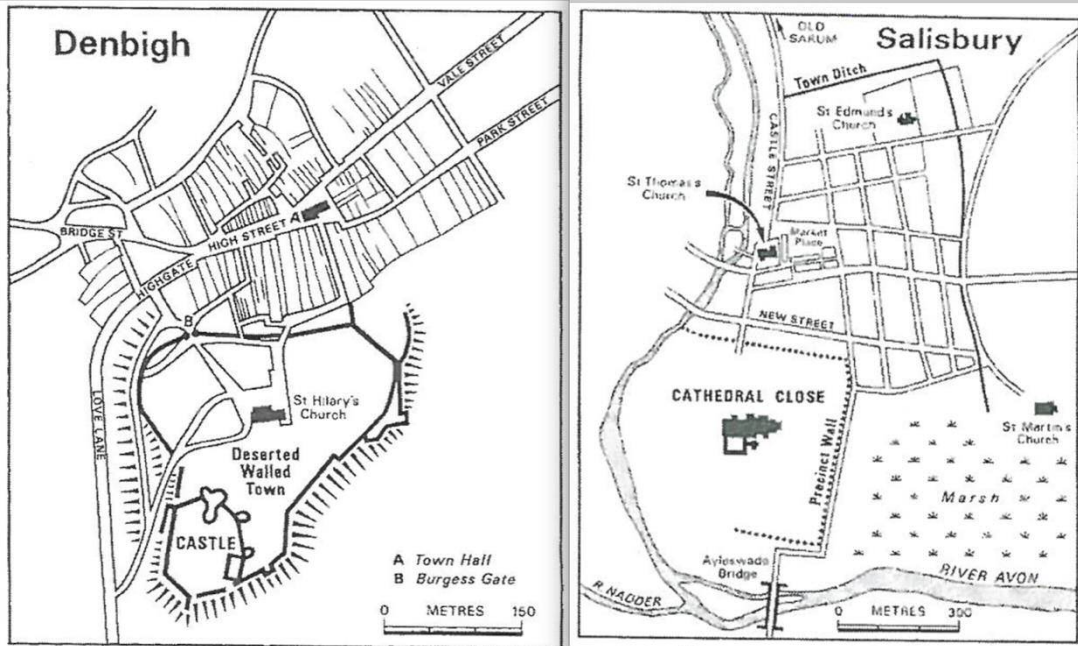 Denbigh
VALE STREET
PARK STREET
A
HIGH STREET
BRIDGE ST
HIGHGATE
B
LOVE LANE
St Hilary's
Church
Deserted
Walled
Town
CASTLE
A Town Hall
B Burgess Gate
0 METRES 150
OLD
SARUM
Salisbury
Town Ditch
St Edmund's
Church
CASTLE STREET
St Thomas's
Church
Market
Place
NEW STREET
CATHEDRAL CLOSE
Precinct Wall
St Martin's
Church
Marsh
Ayleswade
Bridge
RIVER AVON
R NADDER
0 METRES 300